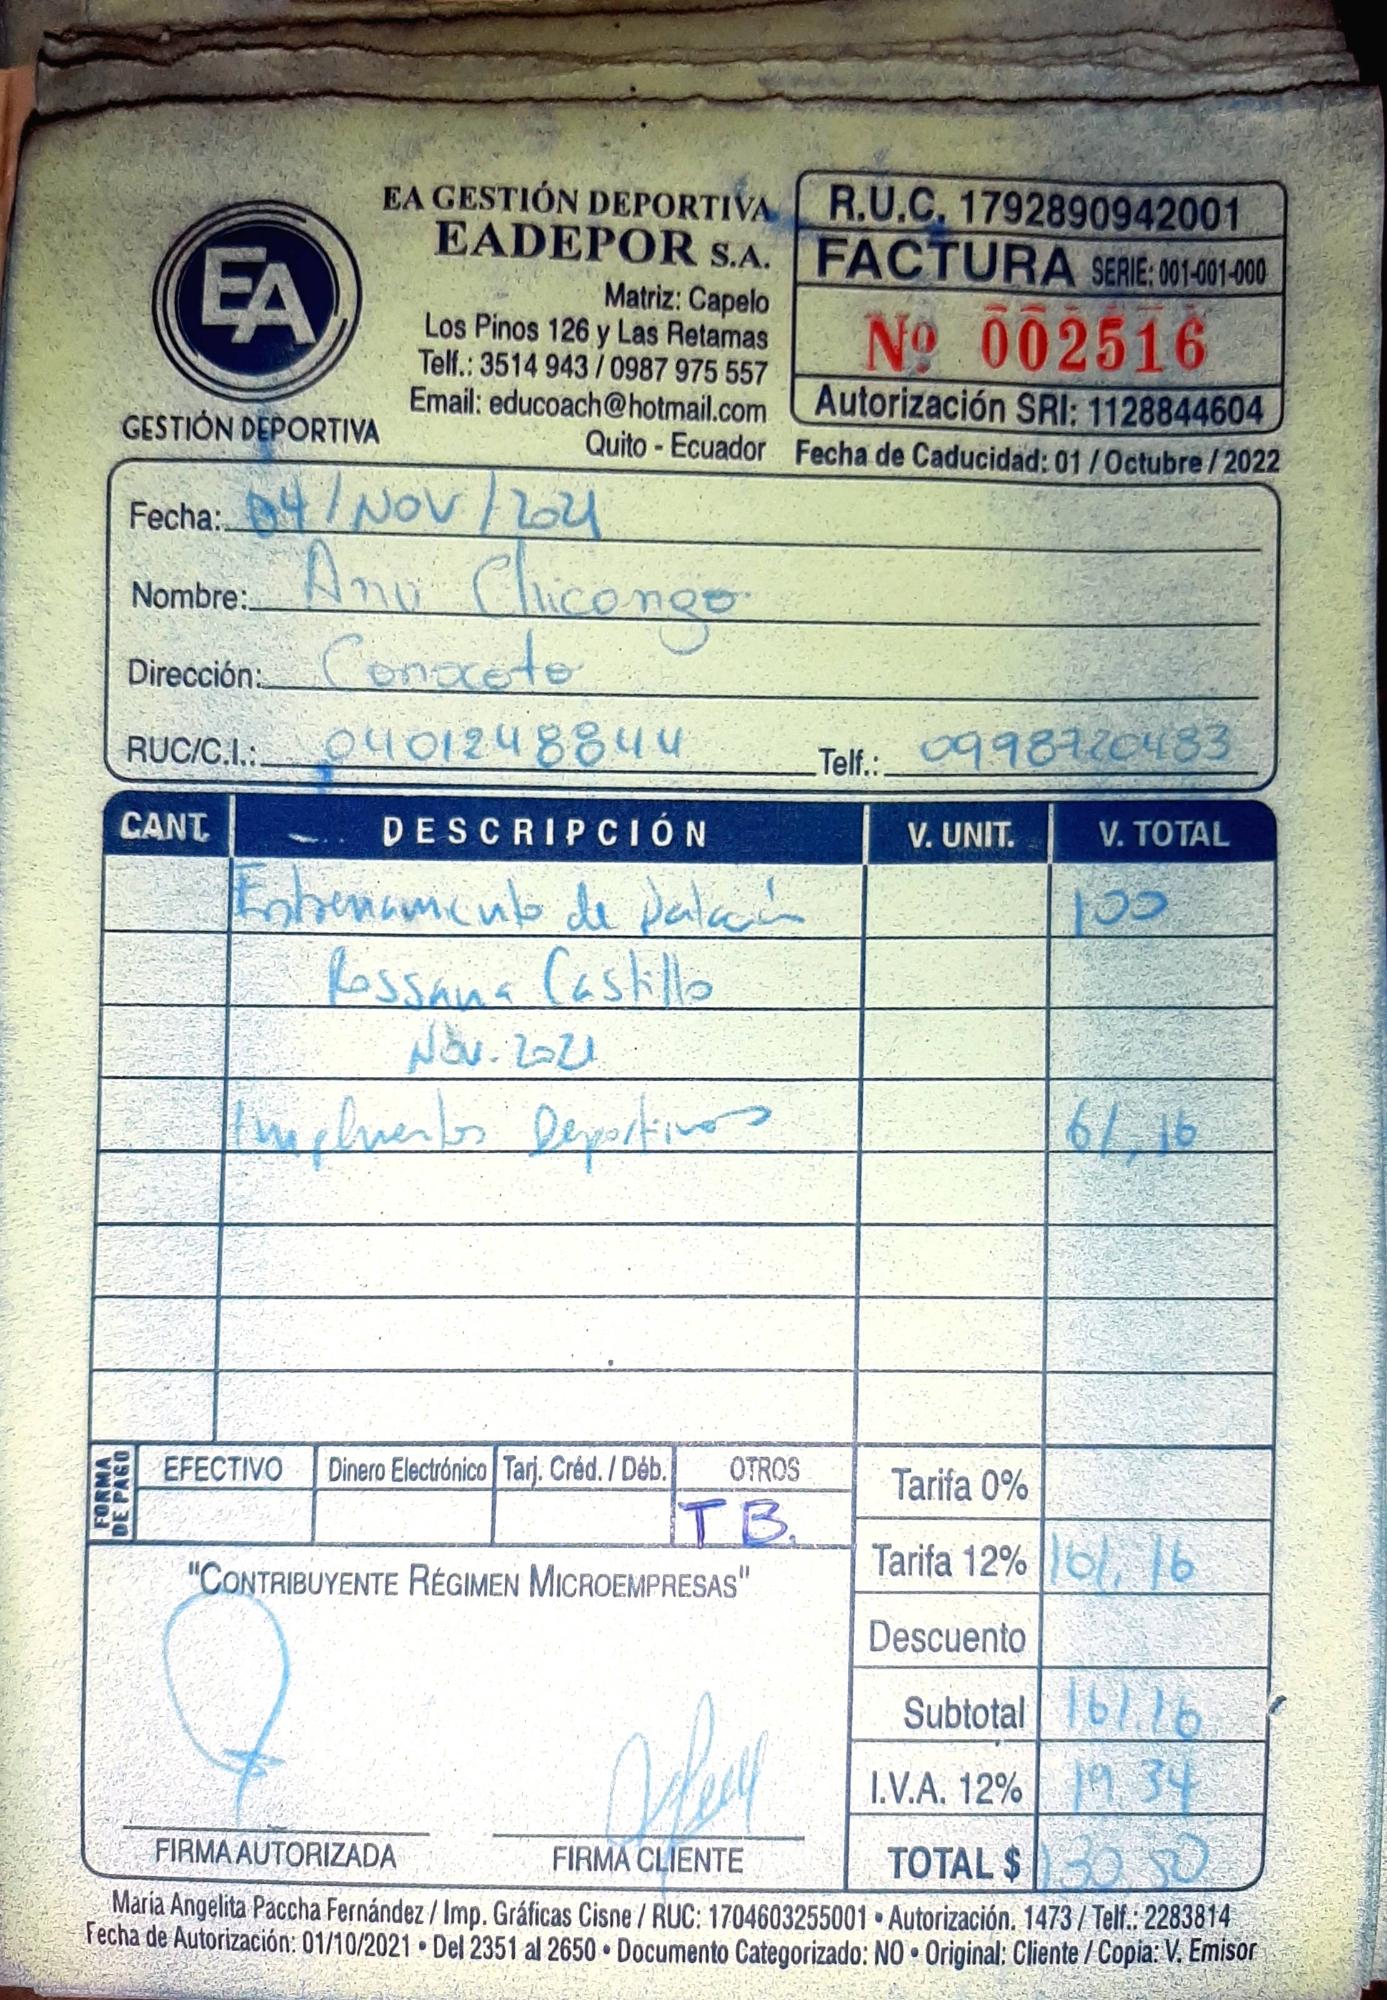 EA
GESTIÓN DEPORTIVA
EA GESTIÓN DEPORTIVA
EADEPOR S.A.
Matriz: Capelo
Los Pinos 126 y Las Retamas
Telf.: 3514 943 / 0987 975 557
Email: educoach@hotmail.com
Quito - Ecuador
R.U.C. 1792890942001
FACTURA SERIE: 001-001-000
Nº 002516
Autorización SRI: 1128844604
Fecha de Caducidad: 01 / Octubre / 2022
Fecha: 04/NOV/2021
Nombre: Ana Chicongo
Dirección: Conocoto
RUC/C.I.: 0401248844 Telf.: 0998720483
CANT. DESCRIPCIÓN V. UNIT. V. TOTAL
Entrenamiento de Natación 100
Rossana Castillo
Nov. 2021
Implementos Deportivos 61,16
FORMA DE PAGO
EFECTIVO Dinero Electrónico Tarj. Créd. / Déb. OTROS
T B.
Tarifa 0%
Tarifa 12% 161,16
Descuento
Subtotal 161.16
I.V.A. 12% 19.34
TOTAL $
"CONTRIBUYENTE RÉGIMEN MICROEMPRESAS"
FIRMA AUTORIZADA FIRMA CLIENTE
María Angelita Paccha Fernández / Imp. Gráficas Cisne / RUC: 1704603255001 • Autorización. 1473 / Telf.: 2283814
Fecha de Autorización: 01/10/2021 • Del 2351 al 2650 • Documento Categorizado: NO • Original: Cliente / Copia: V. Emisor